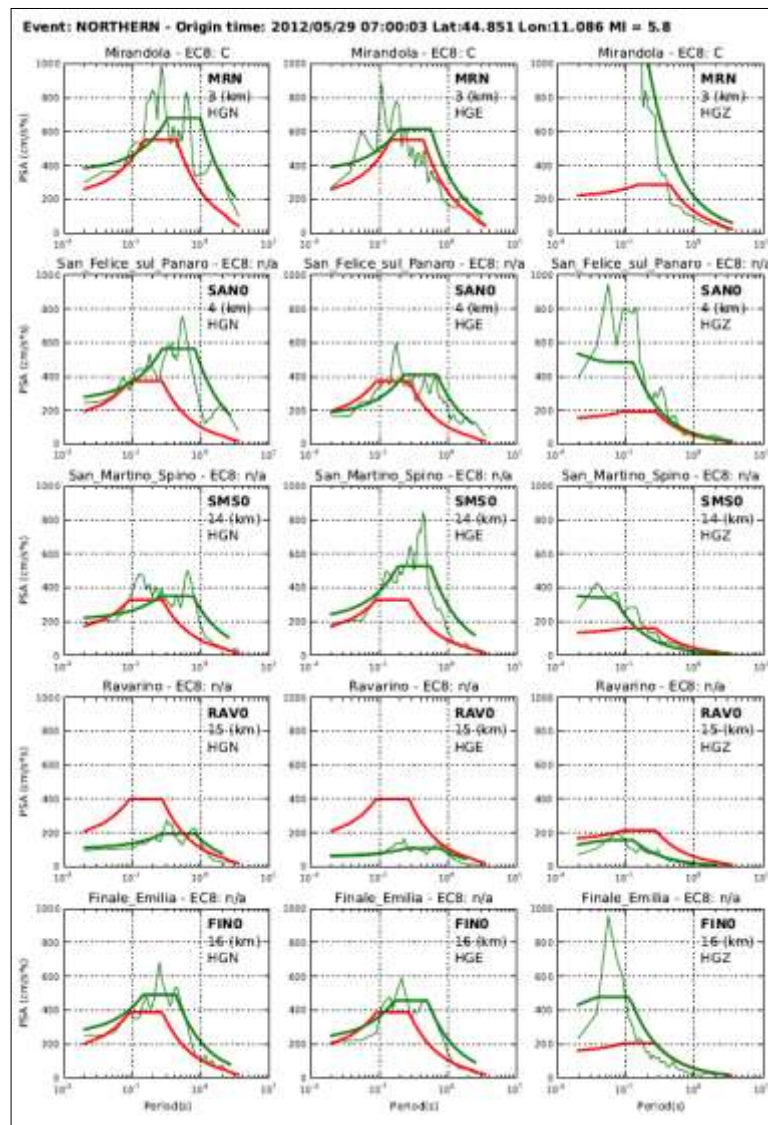 Event: NORTHERN - Origin time: 2012/05/29 07:00:03 Lat:44.851 Lon:11.086 Ml = 5.8
Mirandola - EC8: C
Mirandola - EC8: C
Mirandola - EC8: C
MRN
3 (km)
HGN
MRN
3 (km)
HGE
MRN
3 (km)
HGZ
PSA (cm/s*s)
San_Felice_sul_Panaro - EC8: n/a
San_Felice_sul_Panaro - EC8: n/a
San_Felice_sul_Panaro - EC8: n/a
SAN0
4 (km)
HGN
SAN0
4 (km)
HGE
SAN0
4 (km)
HGZ
PSA (cm/s*s)
San_Martino_Spino - EC8: n/a
San_Martino_Spino - EC8: n/a
San_Martino_Spino - EC8: n/a
SMS0
14 (km)
HGN
SMS0
14 (km)
HGE
SMS0
14 (km)
HGZ
PSA (cm/s*s)
Ravarino - EC8: n/a
Ravarino - EC8: n/a
Ravarino - EC8: n/a
RAV0
15 (km)
HGN
RAV0
15 (km)
HGE
RAV0
15 (km)
HGZ
PSA (cm/s*s)
Finale_Emilia - EC8: n/a
Finale_Emilia - EC8: n/a
Finale_Emilia - EC8: n/a
FIN0
16 (km)
HGN
FIN0
16 (km)
HGE
FIN0
16 (km)
HGZ
PSA (cm/s*s)
1000
800
600
400
200
0
Period(s)
Period(s)
Period(s)